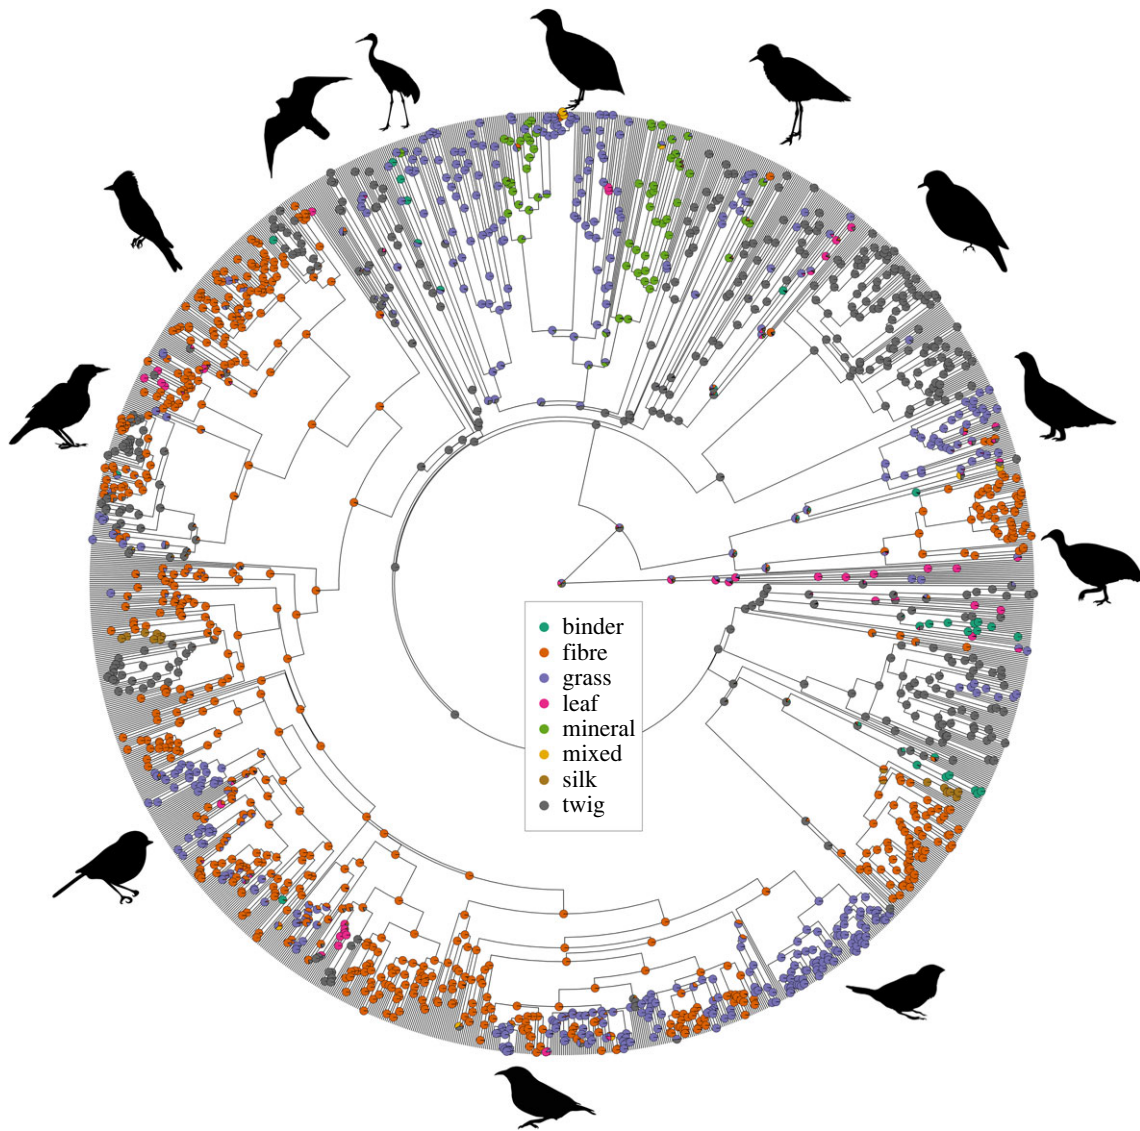 binder
fibre
grass
leaf
mineral
mixed
silk
twig